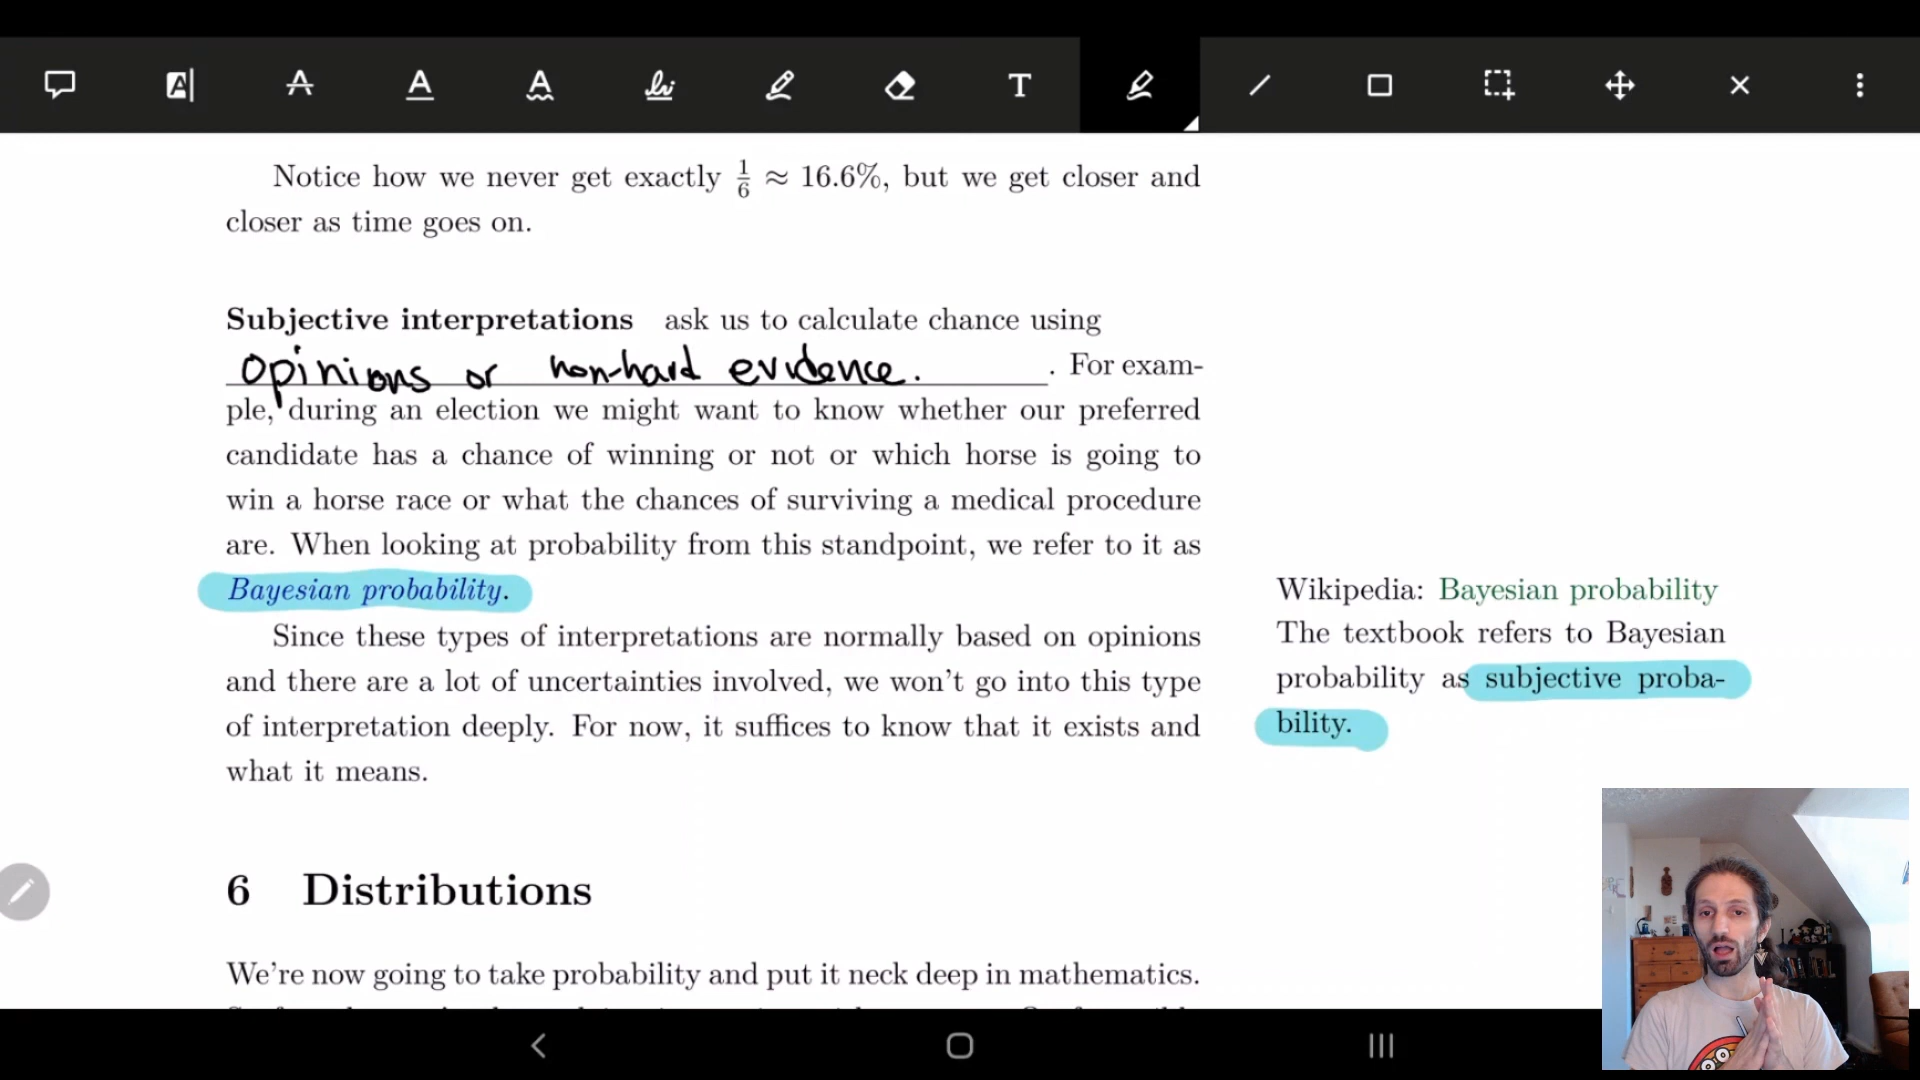 Notice how we never get exactly 1/6 ≈ 16.6%, but we get closer and
closer as time goes on.
Subjective interpretations ask us to calculate chance using
opinions or non-hard evidence. . For exam-
ple, during an election we might want to know whether our preferred
candidate has a chance of winning or not or which horse is going to
win a horse race or what the chances of surviving a medical procedure
are. When looking at probability from this standpoint, we refer to it as
Bayesian probability.
Since these types of interpretations are normally based on opinions
and there are a lot of uncertainties involved, we won't go into this type
of interpretation deeply. For now, it suffices to know that it exists and
what it means.
Wikipedia: Bayesian probability
The textbook refers to Bayesian
probability as subjective proba-
bility.
6 Distributions
We're now going to take probability and put it neck deep in mathematics.